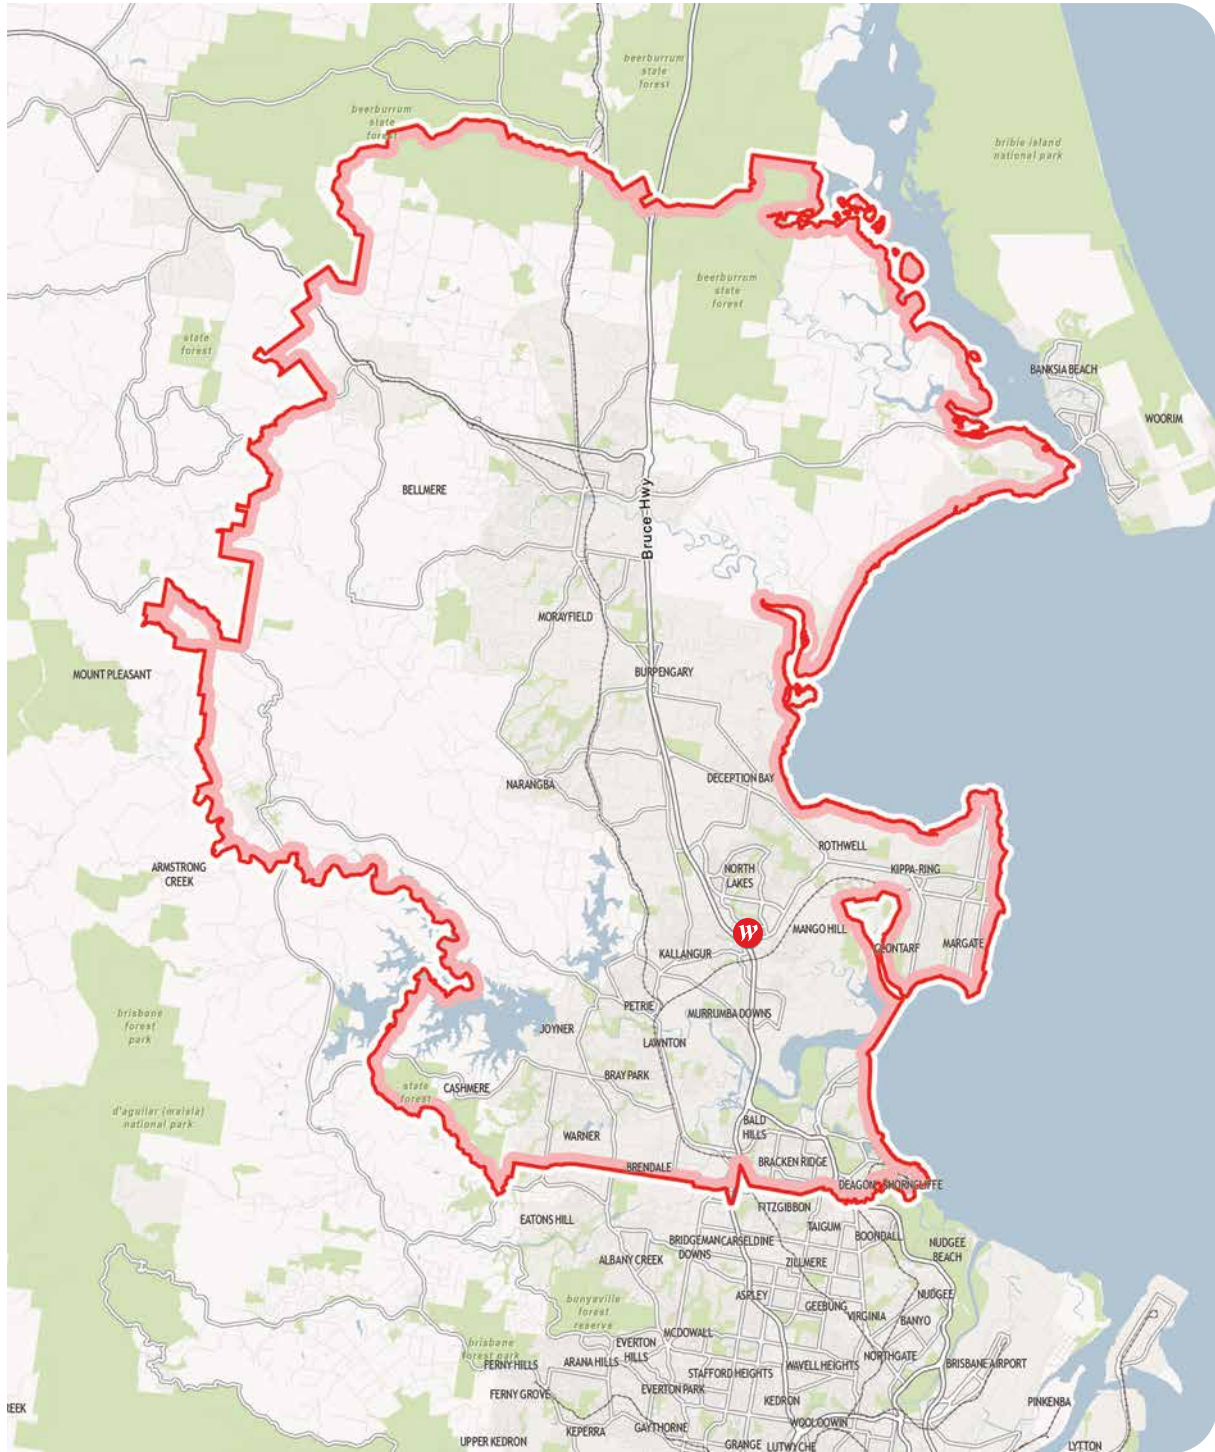 beerburrum
state
forest
beerburrum
state
forest
bribie island
national park
beerburrum
state
forest
state
forest
BANKSIA BEACH
WOORIM
BELLMERE
Bruce Hwy
MORAYFIELD
MOUNT PLEASANT
BURPENGARY
DECEPTION BAY
NARANGBA
ROTHWELL
ARMSTRONG
CREEK
NORTH
LAKES
KIPPA-RING
W
MANGO HILL
CLONTARF
MARGATE
KALLANGUR
brisbane
forest
park
PETRIE
MURRUMBA DOWNS
JOYNER
LAWNTON
BRAY PARK
state
forest
CASHMERE
d'aguilar (maiala)
national park
BALD
HILLS
WARNER
BRENDALE
BRACKEN RIDGE
DEAGON
SHORNCLIFFE
FITZGIBBON
EATONS HILL
TAIGUM
BRIDGEMAN
DOWNS
CARSELDINE
BOONDALL
NUDGEE
BEACH
ALBANY CREEK
ZILLMERE
ASPLEY
NUDGEE
bunyaville
forest
reserve
GEEBUNG
VIRGINIA
BANYO
MCDOWALL
brisbane
forest park
EVERTON
HILLS
FERNY HILLS
ARANA HILLS
NORTHGATE
WAVELL HEIGHTS
BRISBANE AIRPORT
STAFFORD HEIGHTS
FERNY GROVE
EVERTON PARK
KEDRON
PINKENBA
REEK
WOOLOOWIN
KEPERRA
GAYTHORNE
UPPER KEDRON
GRANGE
LUTWYCHE
LYTTON